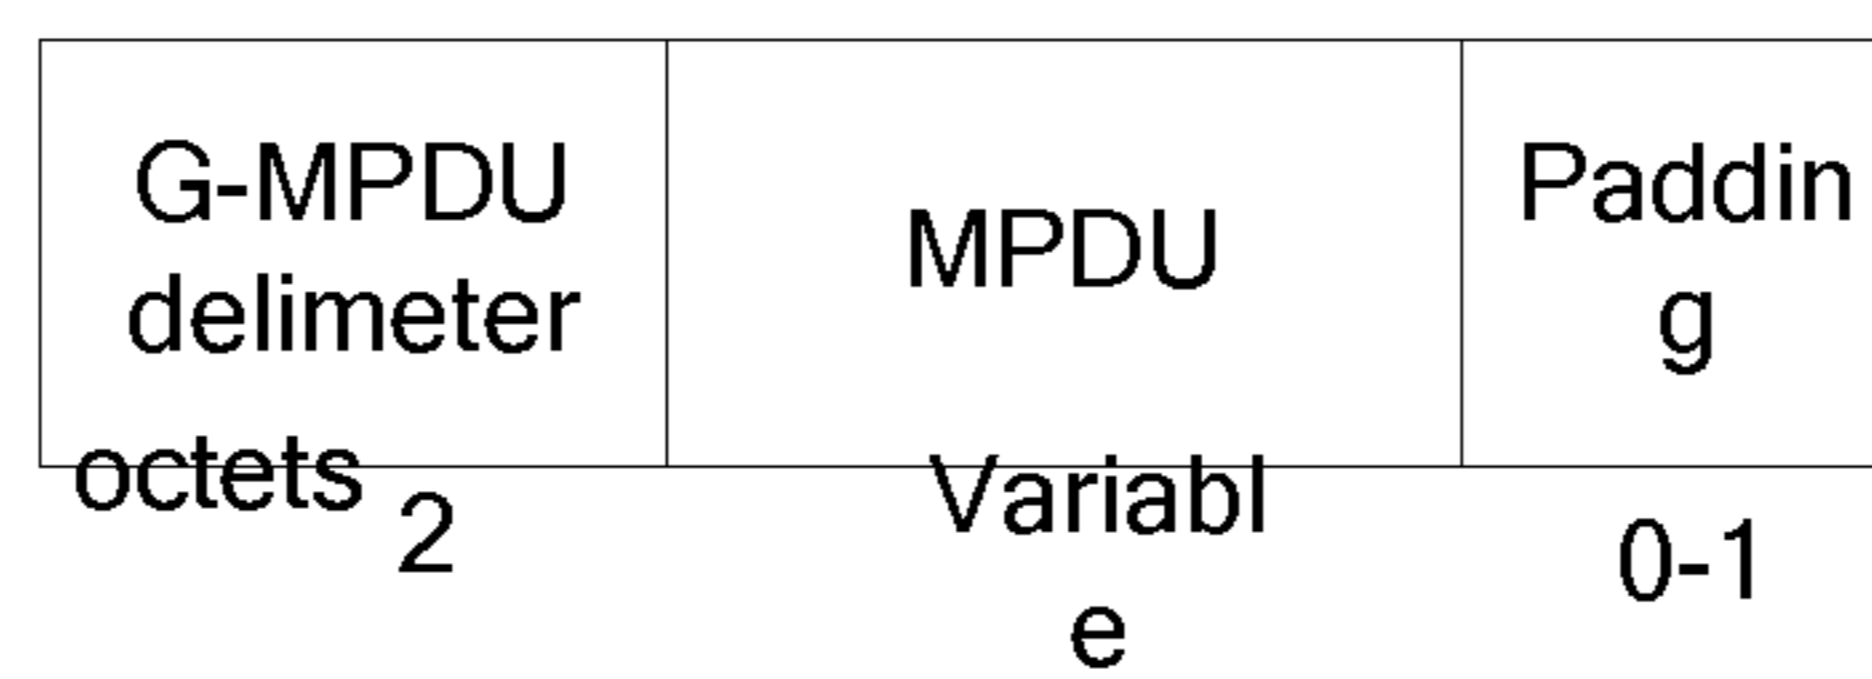 G-MPDU
delimeter
MPDU
Paddin
g
octets
2
Variabl
e
0-1